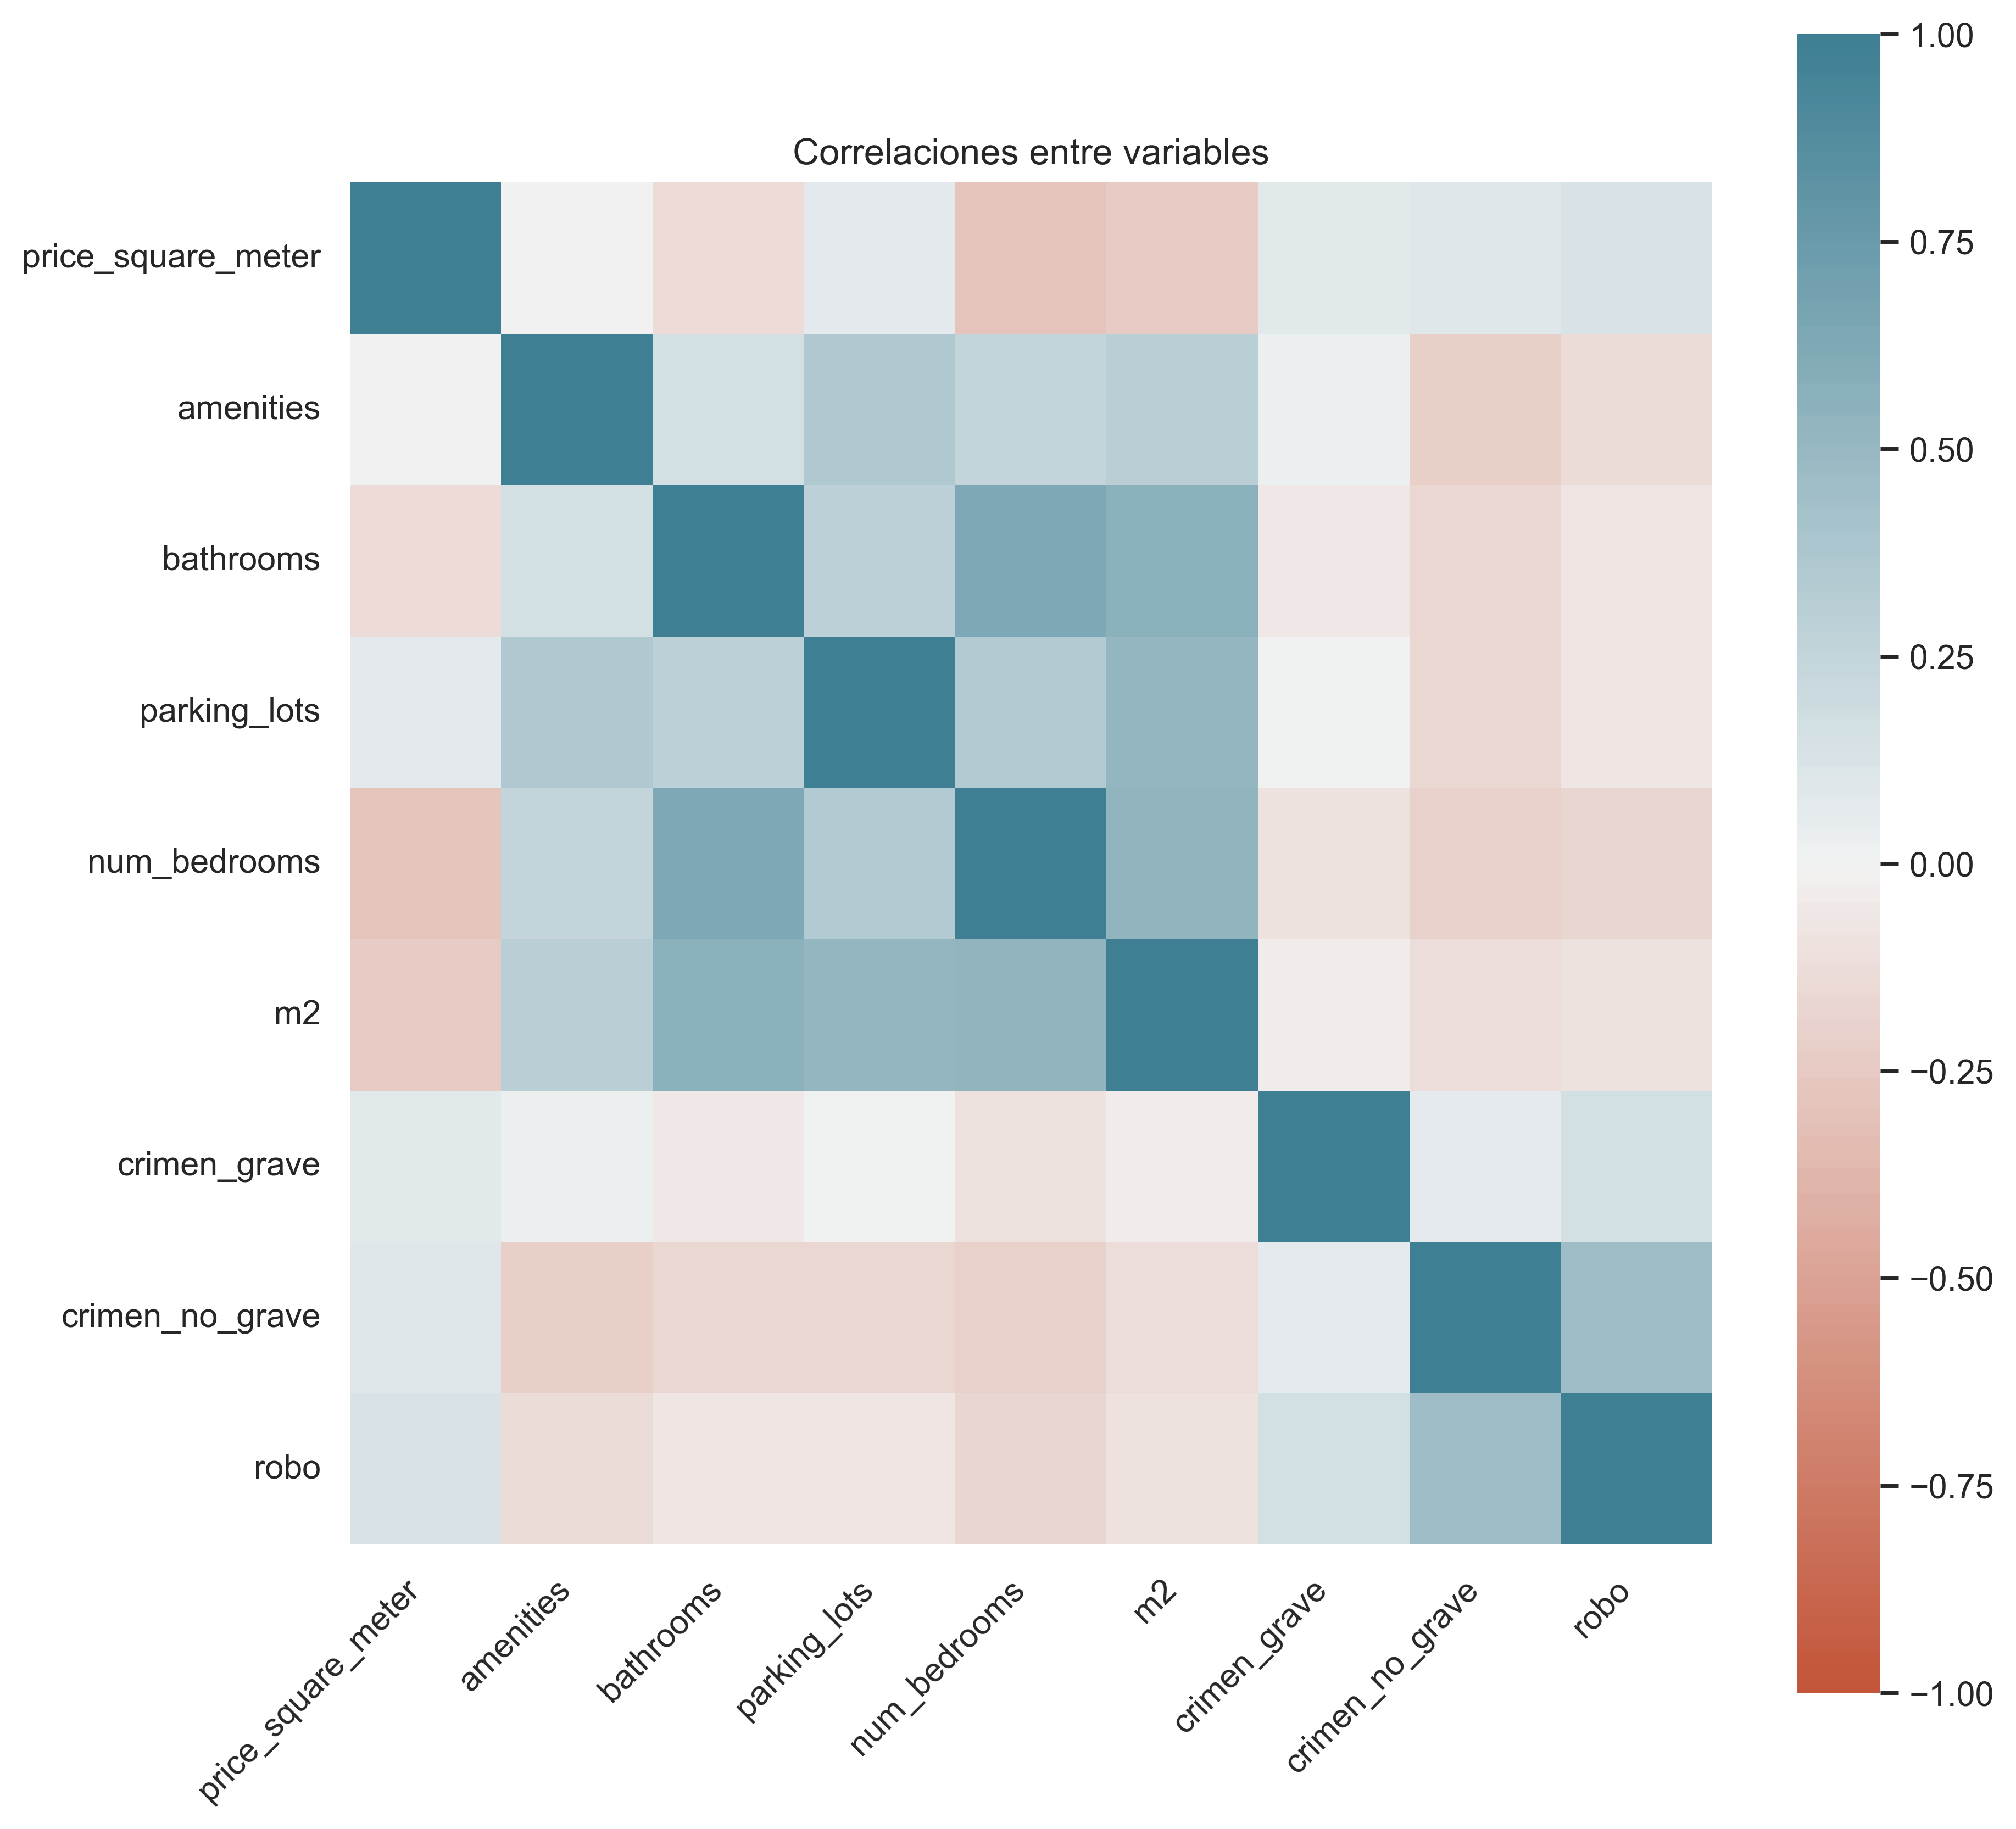 Correlaciones entre variables
price_square_meter
amenities
bathrooms
parking_lots
num_bedrooms
m2
crimen_grave
crimen_no_grave
robo
price_square_meter
amenities
bathrooms
parking_lots
num_bedrooms
m2
crimen_grave
crimen_no_grave
robo
1.00
0.75
0.50
0.25
0.00
−0.25
−0.50
−0.75
−1.00